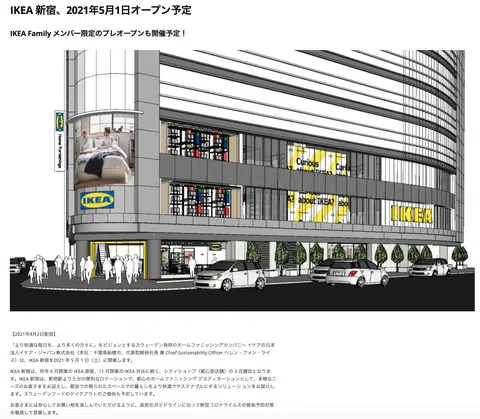 IKEA 新宿、2021年5月1日オープン予定
IKEA Family メンバー限定のプレオープンも開催予定！
IKEA
Home Furnishings
Curious
about IKEA?
about IKEA?
IKEA
IKEA
【2021年4月2日配信】
「より快適な毎日を、より多くの方々に」をビジョンとするスウェーデン発祥のホームファニッシングカンパニー イケアの日本
法人イケア・ジャパン株式会社（本社：千葉県船橋市、代表取締役社長 兼 Chief Sustainability Officer ヘレン・フォン・ライ
ス）は、IKEA 新宿を2021 年 5 月 1 日（土）に開業します。
IKEA 新宿は、昨年 6 月開業の IKEA 原宿、11 月開業の IKEA 渋谷に続く、シティショップ（都心型店舗）の 3 店舗目となりま
す。IKEA 新宿は、新宿駅より 5 分の便利なロケーションで、都心のホームファニッシング デスティネーションとして、多様なニ
ーズのお客さまをお迎えし、都会での限られたスペースでの暮らしをより快適でサステナブルにするソリューションをお届けしま
す。スウェーデンフードのテイクアウトのご提供も予定しています。
お客さまには安心してお買い物を楽しんでいただけるように、政府のガイドラインに沿って新型コロナウイルスの感染予防対策
を徹底して営業します。